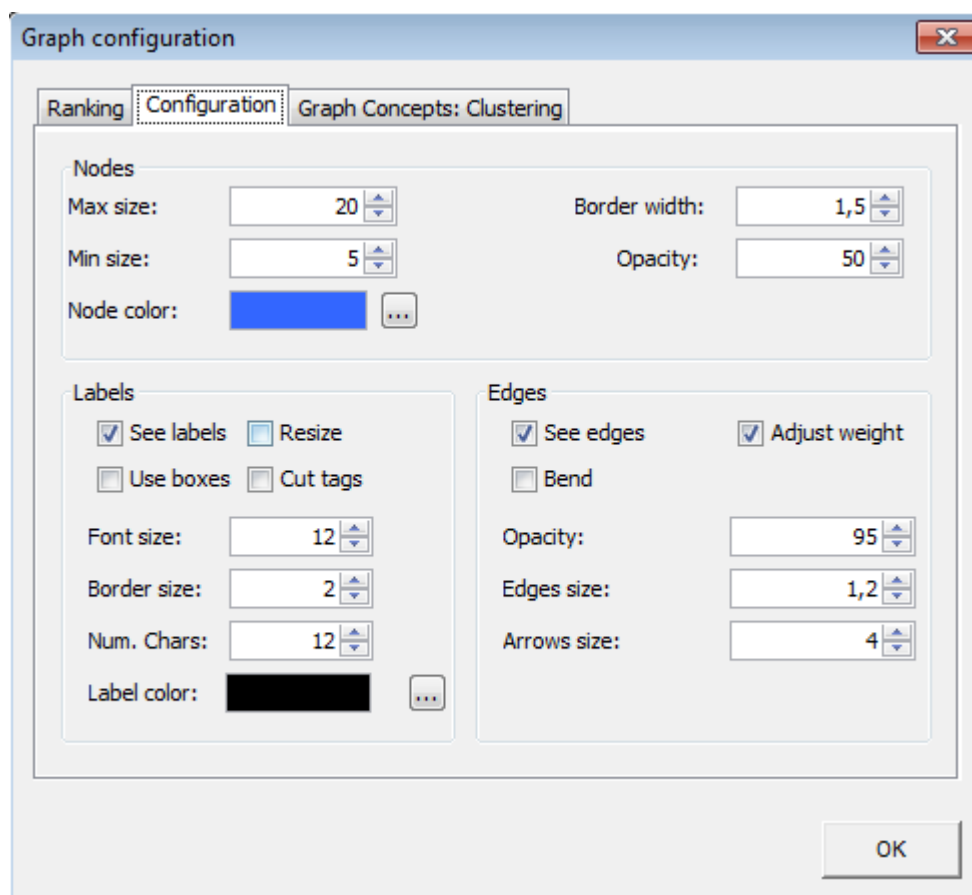 Graph configuration
Ranking Configuration Graph Concepts: Clustering
Nodes
Max size: 20 Border width: 1,5
Min size: 5 Opacity: 50
Node color: ...
Labels
See labels Resize
Use boxes Cut tags
Font size: 12
Border size: 2
Num. Chars: 12
Label color: ...
Edges
See edges Adjust weight
Bend
Opacity: 95
Edges size: 1,2
Arrows size: 4
OK